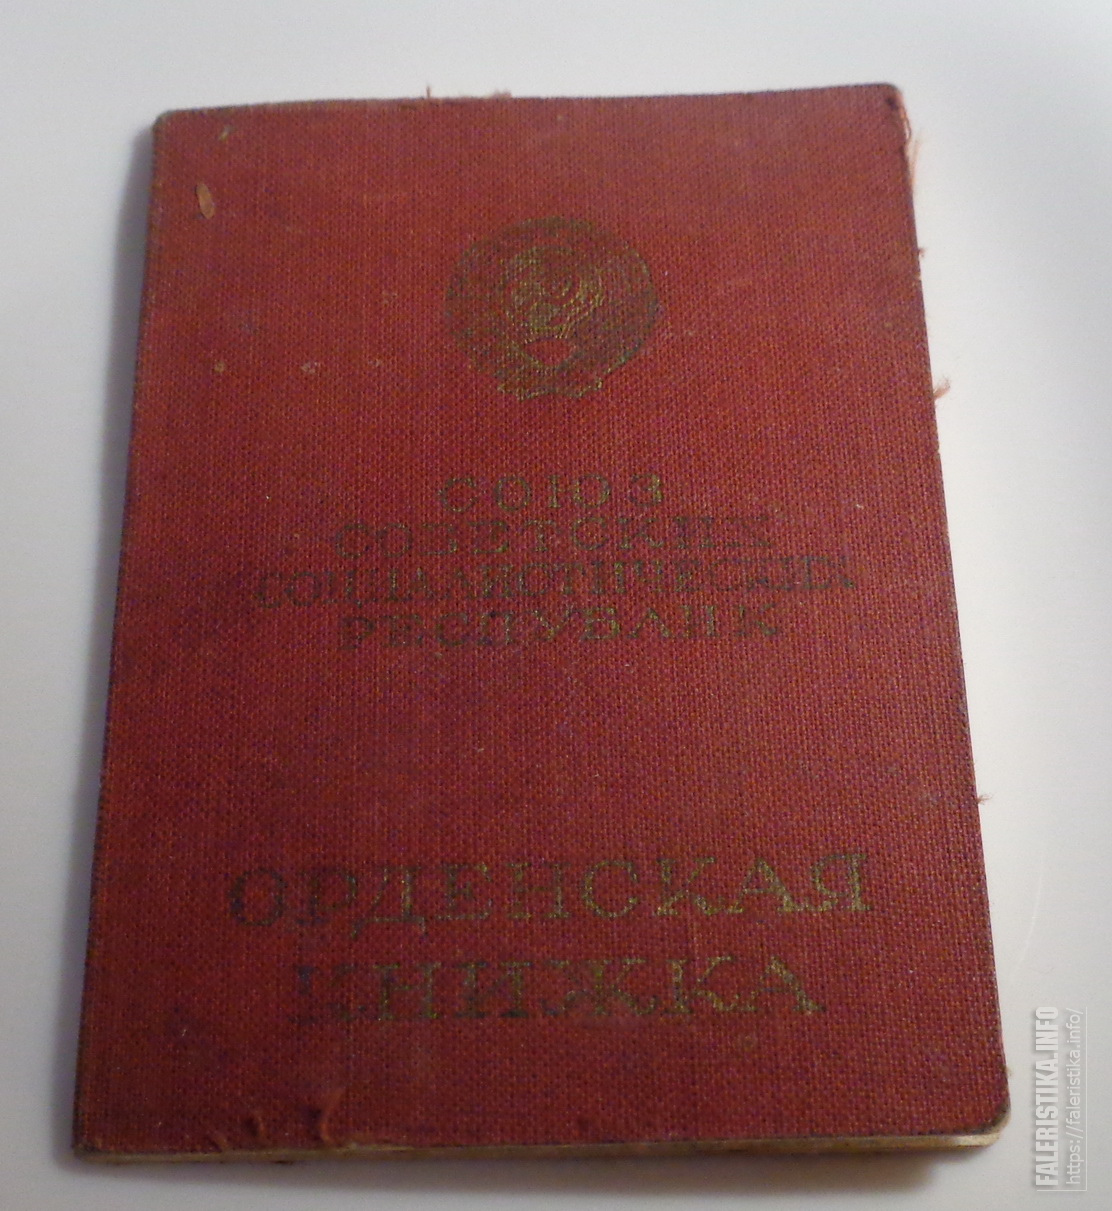 СОЮЗ
СОВЕТСКИХ
СОЦИАЛИСТИЧЕСКИХ
РЕСПУБЛИК
ОРДЕНСКАЯ
КНИЖКА
FALERISTIKA.INFO
https://faleristika.info/